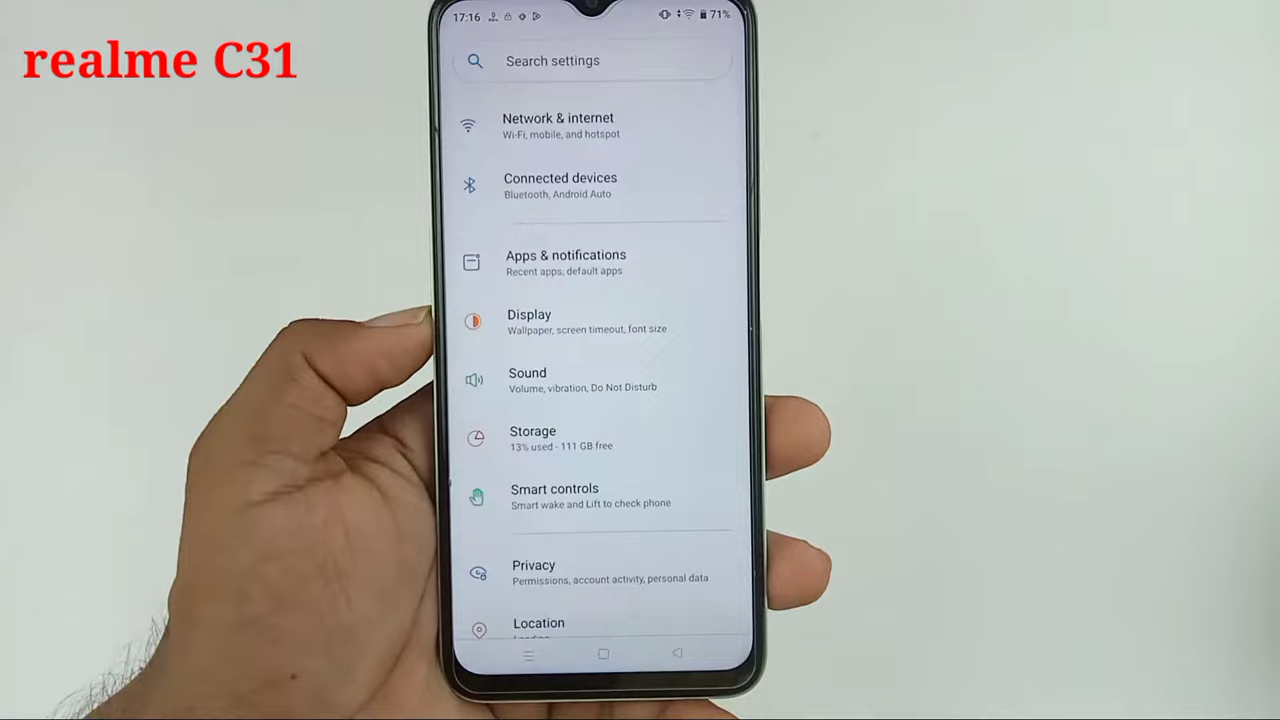 realme C31
17:16
71%
Search settings
Network & internet
Wi-Fi, mobile, and hotspot
Connected devices
Bluetooth, Android Auto
Apps & notifications
Recent apps, default apps
Display
Wallpaper, screen timeout, font size
Sound
Volume, vibration, Do Not Disturb
Storage
13% used - 111 GB free
Smart controls
Smart wake and Lift to check phone
Privacy
Permissions, account activity, personal data
Location